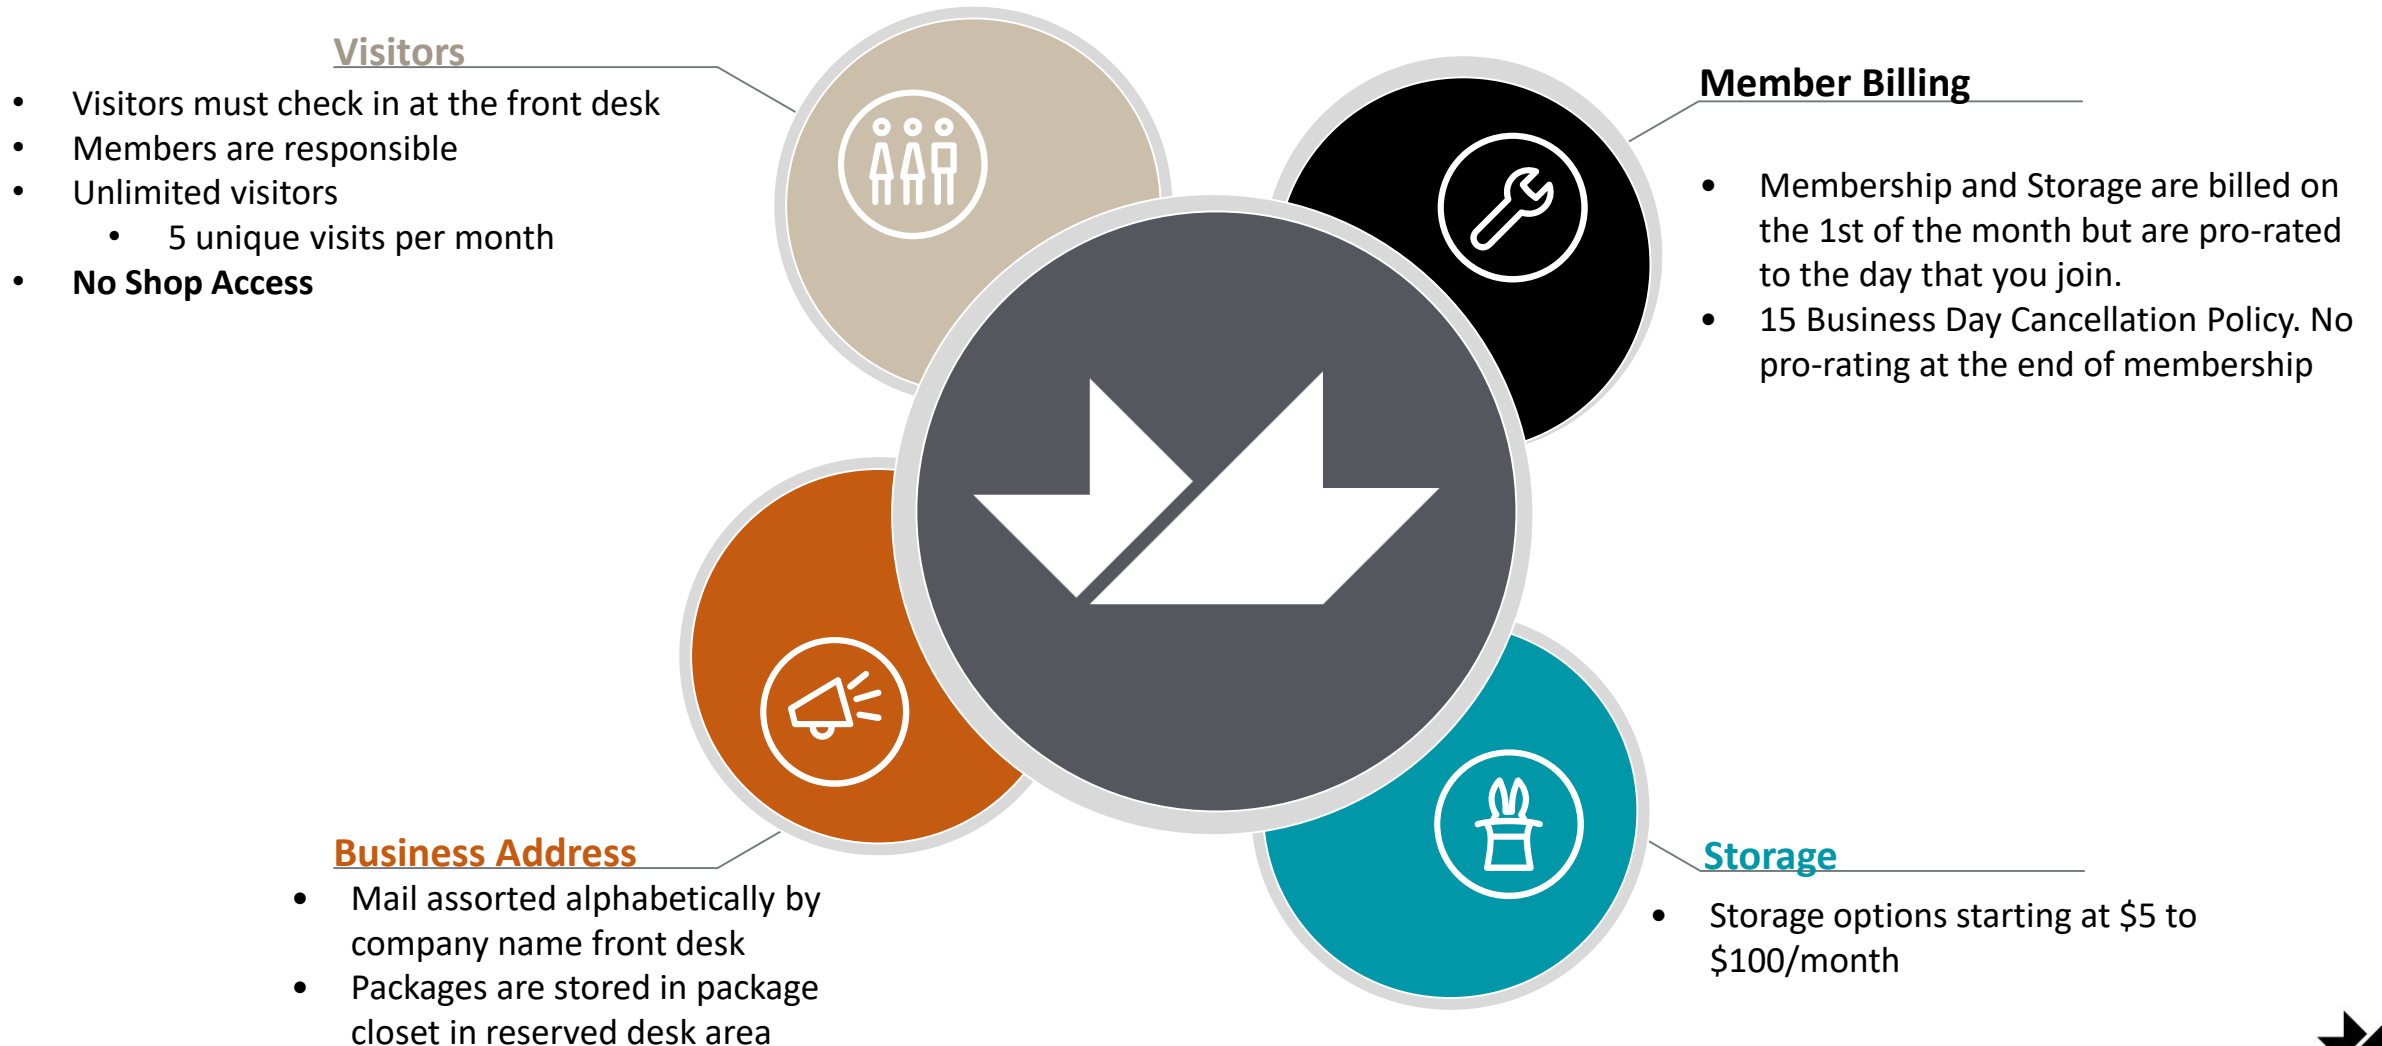 Visitors
• Visitors must check in at the front desk
• Members are responsible
• Unlimited visitors
• 5 unique visits per month
• No Shop Access
Member Billing
• Membership and Storage are billed on
the 1st of the month but are pro-rated
to the day that you join.
• 15 Business Day Cancellation Policy. No
pro-rating at the end of membership
Business Address
• Mail assorted alphabetically by
company name front desk
• Packages are stored in package
closet in reserved desk area
Storage
• Storage options starting at $5 to
$100/month